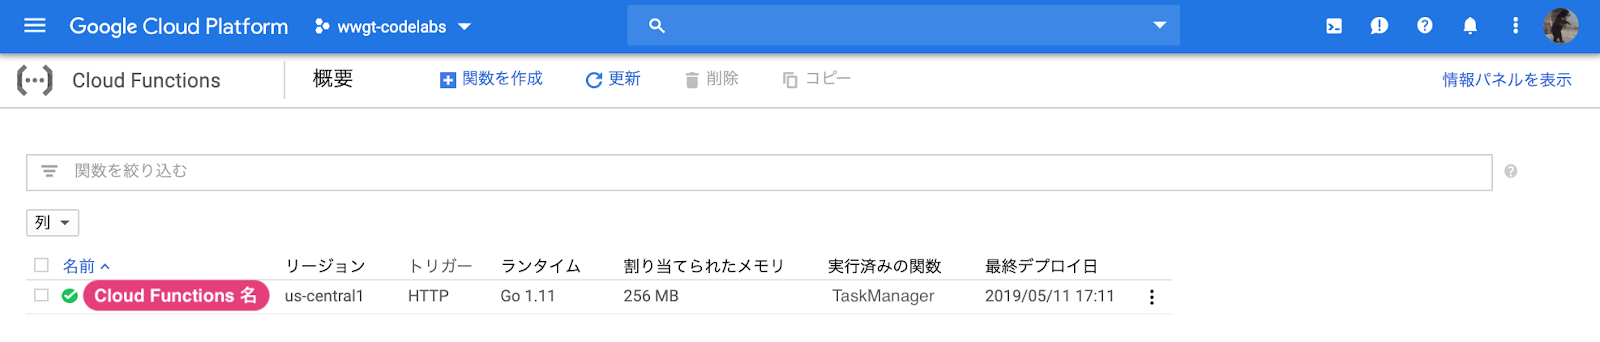 Google Cloud Platform wwgt-codelabs
Cloud Functions 概要 関数を作成 更新 削除 コピー 情報パネルを表示
関数を絞り込む
列
名前 リージョン トリガー ランタイム 割り当てられたメモリ 実行済みの関数 最終デプロイ日
Cloud Functions 名 us-central1 HTTP Go 1.11 256 MB TaskManager 2019/05/11 17:11